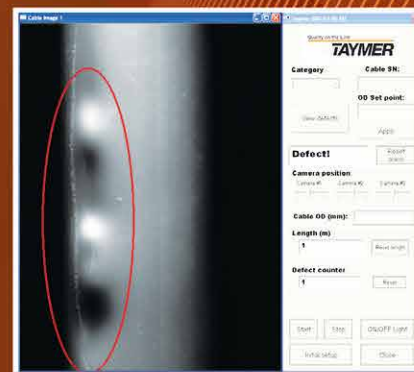 Cable Image 1
Quality on the Line
TAYMER
Category
Cable SN:
OD Set point:
View defects
Apply
Defect!
Camera position
Camera #1
Camera #2
Camera #3
Cable OD (mm):
Length (m)
1
Reset length
Defect counter
1
Reset
Start
Stop
ON/OFF Light
Initial setup
Close